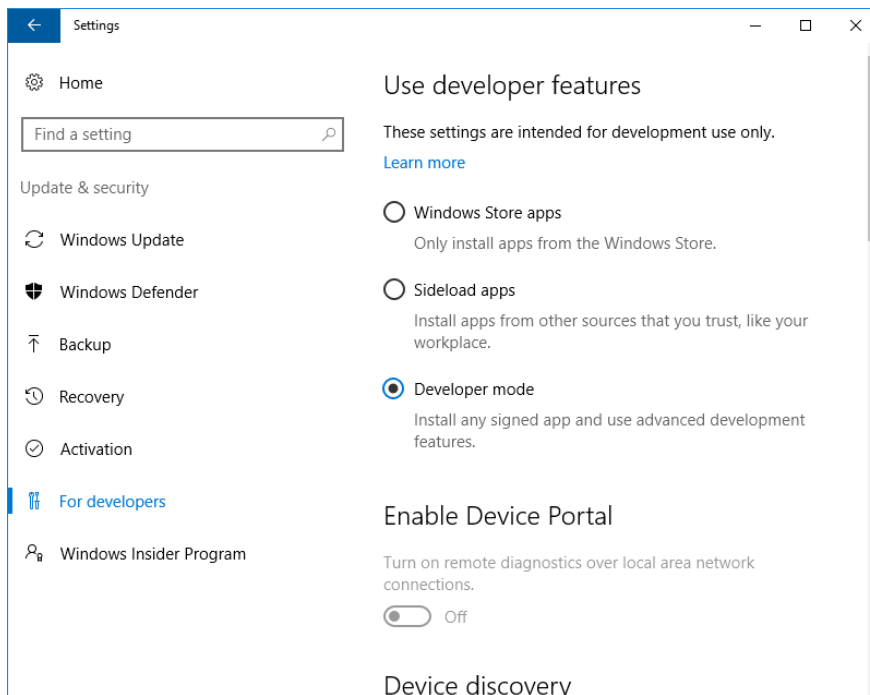 Settings
Home
Find a setting
Update & security
Windows Update
Windows Defender
Backup
Recovery
Activation
For developers
Windows Insider Program
Use developer features
These settings are intended for development use only.
Learn more
Windows Store apps
Only install apps from the Windows Store.
Sideload apps
Install apps from other sources that you trust, like your
workplace.
Developer mode
Install any signed app and use advanced development
features.
Enable Device Portal
Turn on remote diagnostics over local area network
connections.
Off
Device discovery